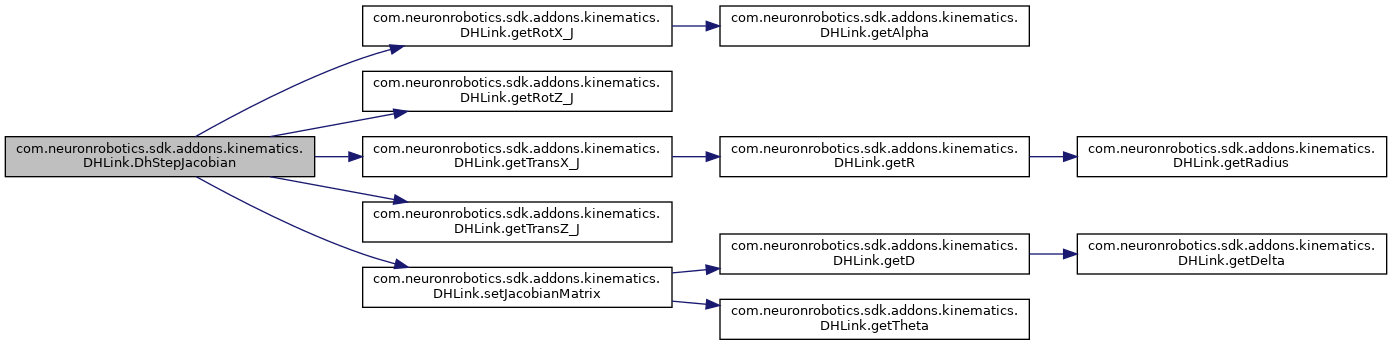 com.neuronrobotics.sdk.addons.kinematics.
DHLink.DhStepJacobian
com.neuronrobotics.sdk.addons.kinematics.
DHLink.getRotX_J
com.neuronrobotics.sdk.addons.kinematics.
DHLink.getAlpha
com.neuronrobotics.sdk.addons.kinematics.
DHLink.getRotZ_J
com.neuronrobotics.sdk.addons.kinematics.
DHLink.getTransX_J
com.neuronrobotics.sdk.addons.kinematics.
DHLink.getR
com.neuronrobotics.sdk.addons.kinematics.
DHLink.getRadius
com.neuronrobotics.sdk.addons.kinematics.
DHLink.getTransZ_J
com.neuronrobotics.sdk.addons.kinematics.
DHLink.setJacobianMatrix
com.neuronrobotics.sdk.addons.kinematics.
DHLink.getD
com.neuronrobotics.sdk.addons.kinematics.
DHLink.getDelta
com.neuronrobotics.sdk.addons.kinematics.
DHLink.getTheta